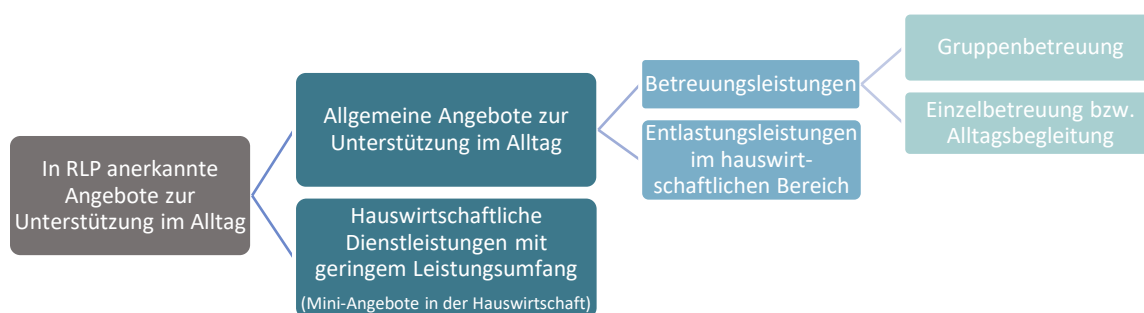 In RLP anerkannte
Angebote zur
Unterstützung im Alltag
Allgemeine Angebote zur
Unterstützung im Alltag
Betreuungsleistungen
Gruppenbetreuung
Einzelbetreuung bzw.
Alltagsbegleitung
Entlastungsleistungen
im hauswirt-
schaftlichen Bereich
Hauswirtschaftliche
Dienstleistungen mit
geringem Leistungsumfang
(Mini-Angebote in der Hauswirtschaft)